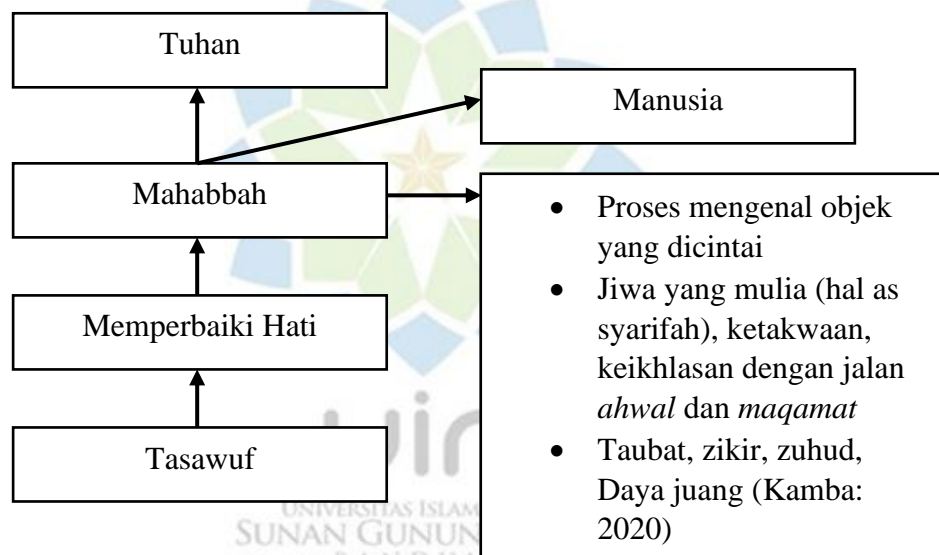 Tuhan
Manusia
Mahabbah
Memperbaiki Hati
Tasawuf
• Proses mengenal objek
yang dicintai
• Jiwa yang mulia (hal as
syarifah), ketakwaan,
keikhlasan dengan jalan
ahwal dan maqamat
• Taubat, zikir, zuhud,
Daya juang (Kamba:
2020)
UNIVERSITAS ISLAM
SUNAN GUNUN